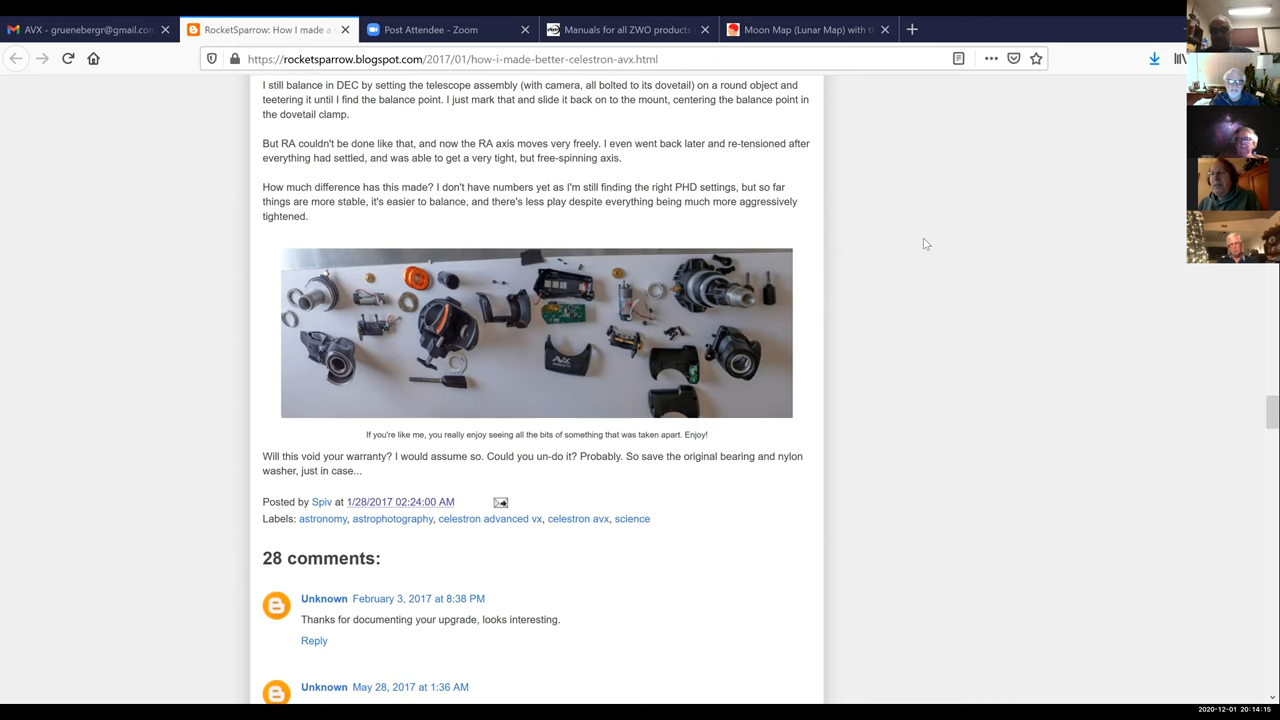 AVX - gruenebergr@gmail.com
RocketSparrow: How I made a
Post Attendee - Zoom
Manuals for all ZWO products
Moon Map (Lunar Map) with th
https://rocketsparrow.blogspot.com/2017/01/how-i-made-better-celestron-avx.html
I still balance in DEC by setting the telescope assembly (with camera, all bolted to its dovetail) on a round object and
teetering it until I find the balance point. I just mark that and slide it back on to the mount, centering the balance point in
the dovetail clamp.
But RA couldn't be done like that, and now the RA axis moves very freely. I even went back later and re-tensioned after
everything had settled, and was able to get a very tight, but free-spinning axis.
How much difference has this made? I don't have numbers yet as I'm still finding the right PHD settings, but so far
things are more stable, it's easier to balance, and there's less play despite everything being much more aggressively
tightened.
AVX
If you're like me, you really enjoy seeing all the bits of something that was taken apart. Enjoy!
Will this void your warranty? I would assume so. Could you un-do it? Probably. So save the original bearing and nylon
washer, just in case...
Posted by Spiv at 1/28/2017 02:24:00 AM
Labels: astronomy, astrophotography, celestron advanced vx, celestron avx, science
28 comments:
Unknown February 3, 2017 at 8:38 PM
Thanks for documenting your upgrade, looks interesting.
Reply
Unknown May 28, 2017 at 1:36 AM
2020-12-01 20:14:15